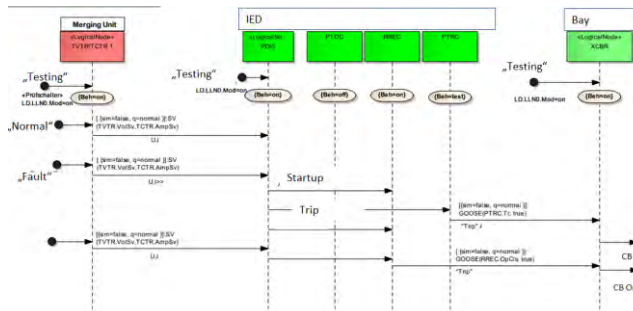 Merging Unit
IED
Bay
«LogicalNode»
TVTR/TCTR 1
PTOC
RREC
PTRC
«LogicalNode»
XCBR
„Testing“
„Testing“
„Testing“
«Prüfschalter»
LD.LLN0.Mod=on
LD.LLN0.Mod=on
LD.LLN0.Mod=on
{Beh=on}
{Beh=on}
{Beh=off}
{Beh=on}
{Beh=test}
{Beh=on}
„Normal“
[ {sim=false, q=normal }]:SV
(TVTR.VolSv,TCTR.AmpSv)
U,I
„Fault“
[ {sim=false, q=normal }]:SV
(TVTR.VolSv,TCTR.AmpSv)
U,I>>
Startup
Trip
[{sim=false, q=normal }]:
GOOSE(PTRC.Tr, true)
"Trip"
[{sim=false, q=normal }]:SV
(TVTR.VolSv,TCTR.AmpSv)
U,I
[ {sim=false, q=normal }]:
GOOSE(RREC.OpCls, true)
"Trip"
CB
CB Op